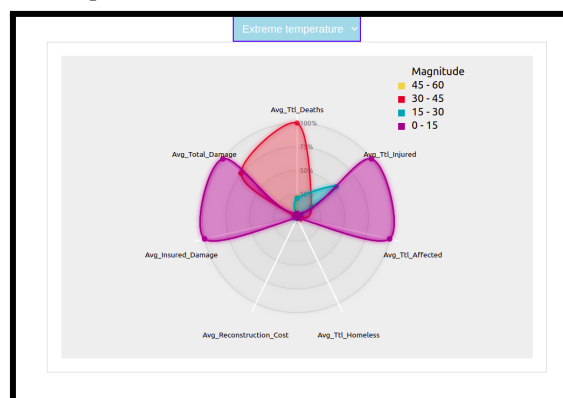 Extreme temperature
Magnitude
45 - 60
30 - 45
15 - 30
0 - 15
Avg_Ttl_Deaths
100%
75%
Avg_Total_Damage
Avg_Ttl_Injured
50%
Avg_Insured_Damage
Avg_Ttl_Affected
Avg_Reconstruction_Cost
Avg_Ttl_Homeless